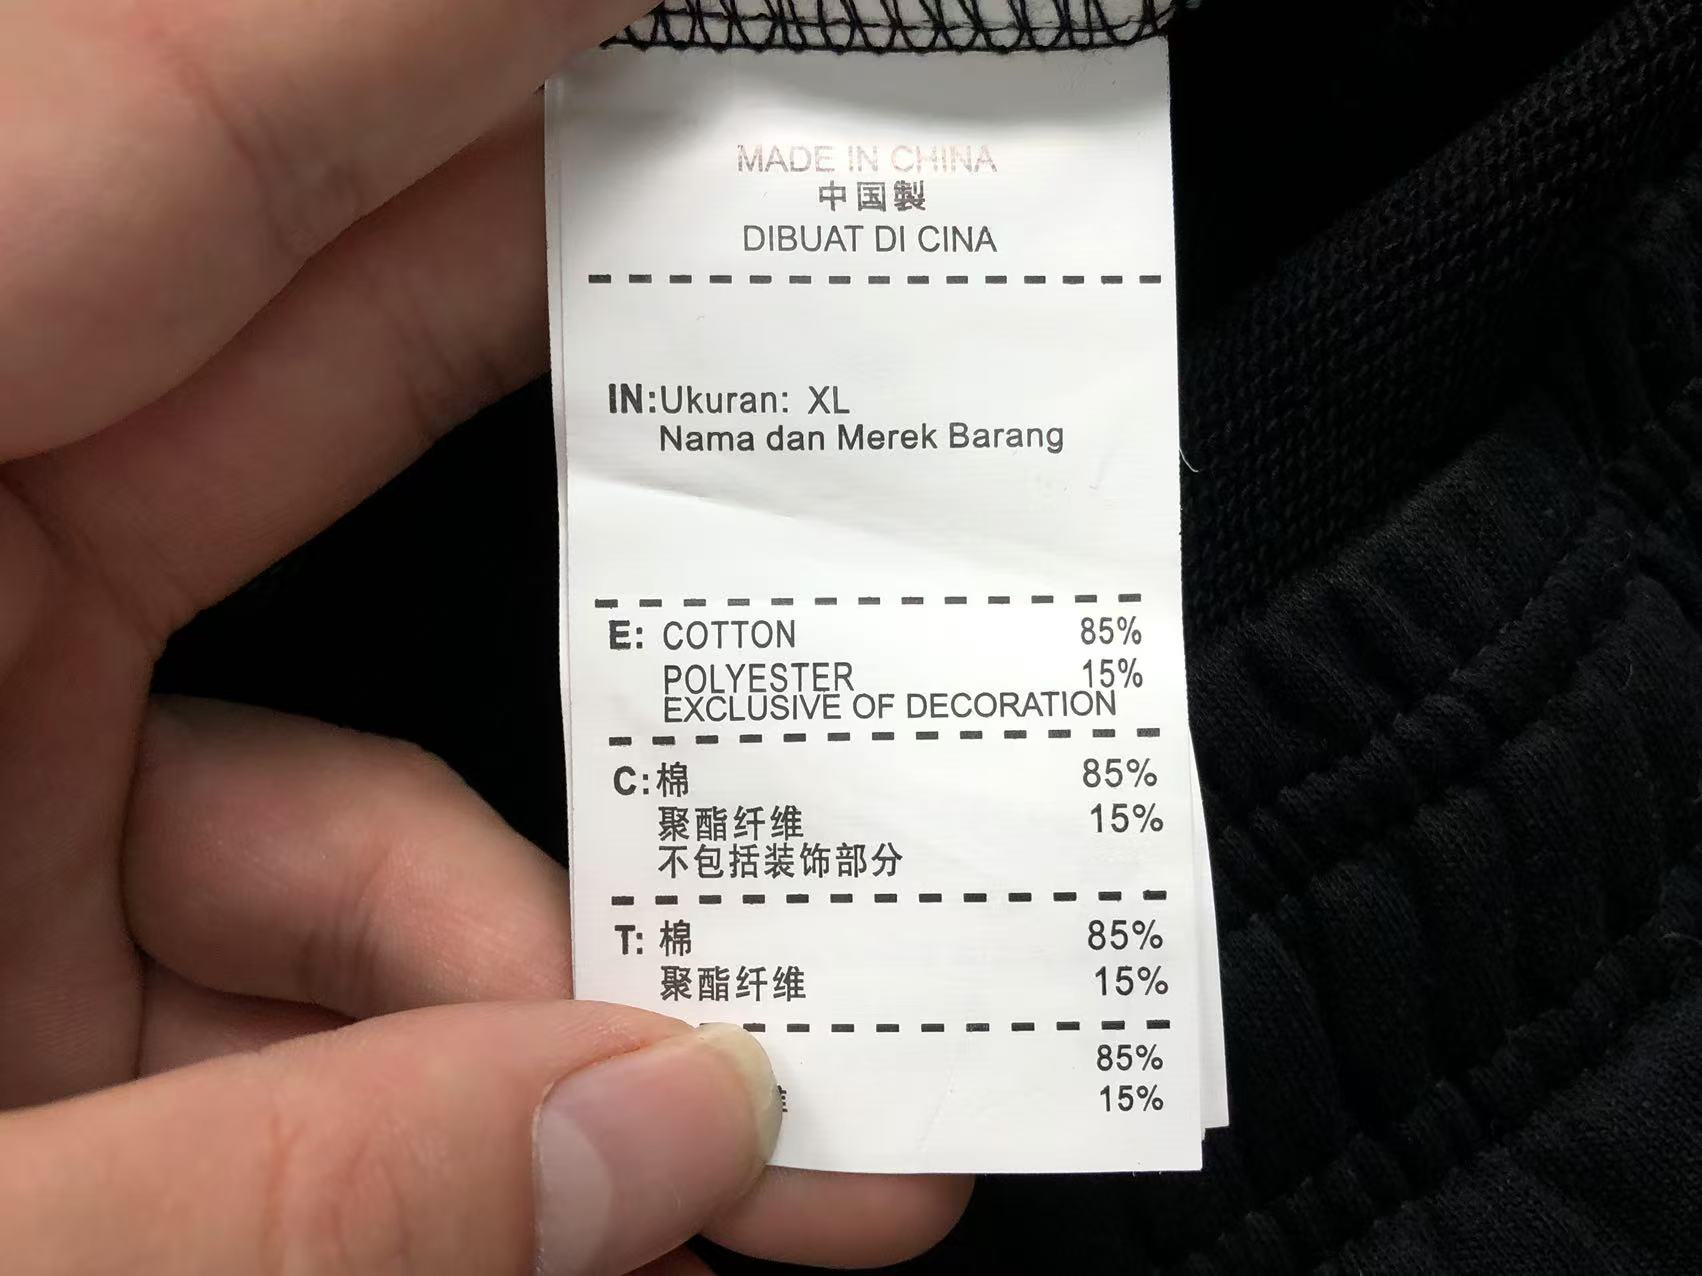 MADE IN CHINA
中国製
DIBUAT DI CINA
IN:Ukuran: XL
Nama dan Merek Barang
E: COTTON 85%
POLYESTER 15%
EXCLUSIVE OF DECORATION
C:棉 85%
聚酯纤维 15%
不包括装饰部分
T: 棉 85%
聚酯纤维 15%
85%
15%